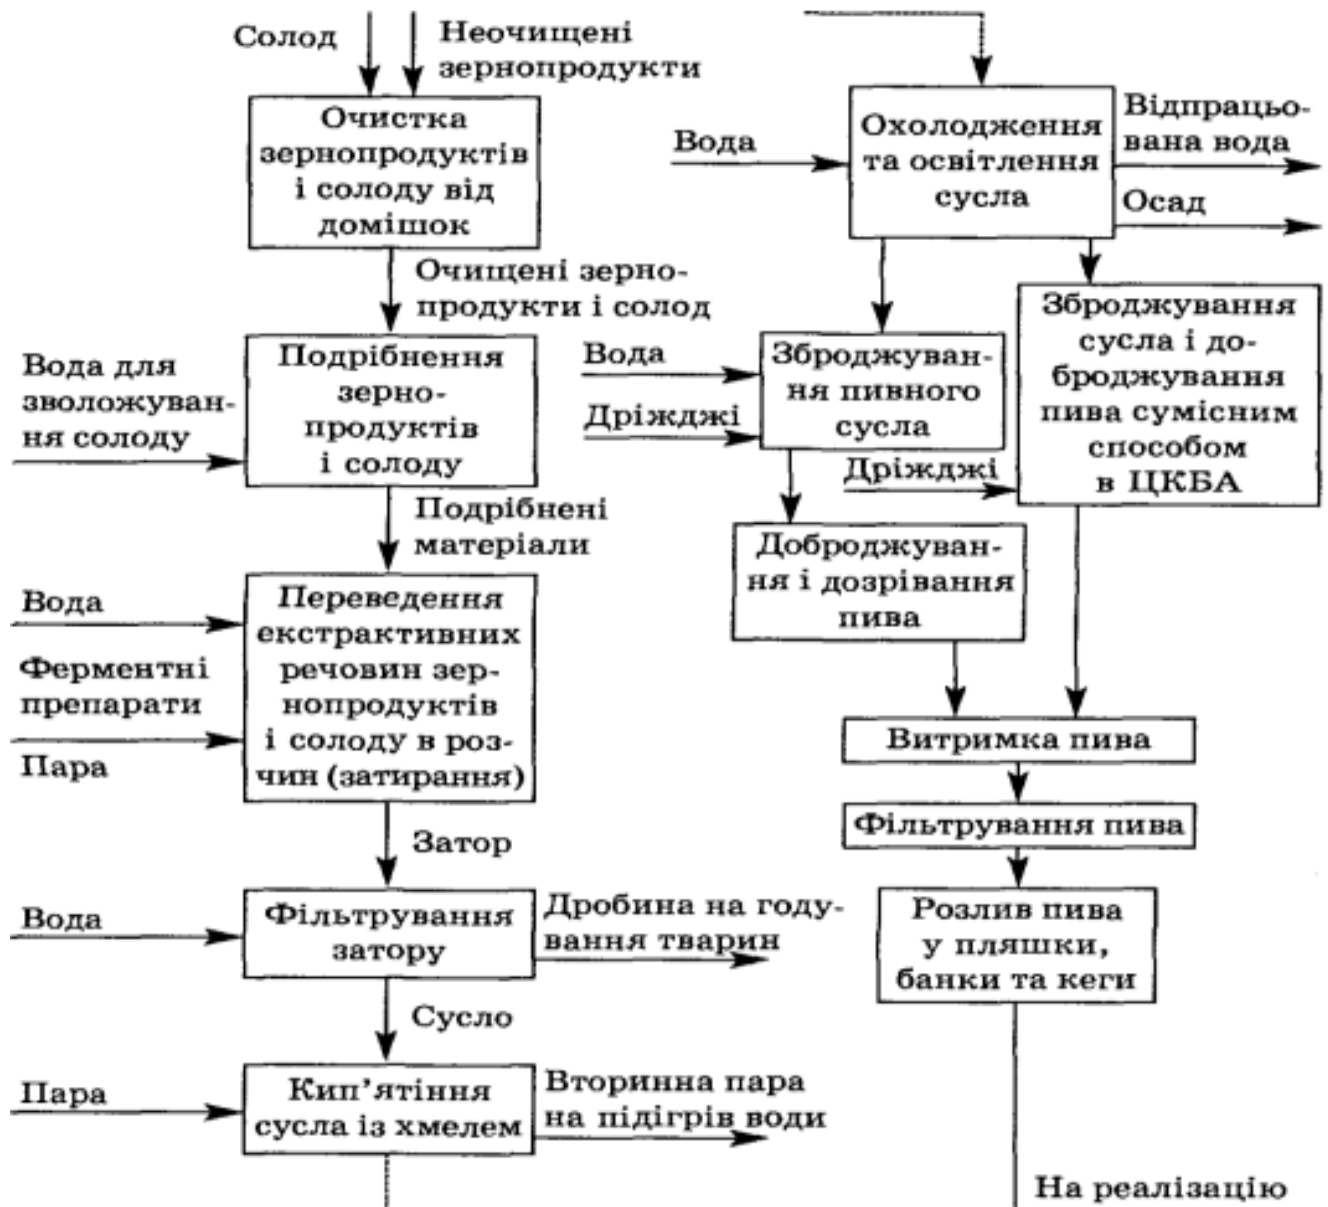 Солод
Неочищені
зернопродукти
Очистка
зернопродуктів
і солоду від
домішок
Очищені зерно-
продукти і солод
Вода для
зволожуван-
ня солоду
Подрібнення
зерно-
продуктів
і солоду
Подрібнені
матеріали
Вода
Ферментні
препарати
Пара
Переведення
екстрактивних
речовин зер-
нопродуктів
і солоду в роз-
чин (затирання)
Затор
Вода
Фільтрування
затору
Дробина на году-
вання тварин
Сусло
Пара
Кип’ятіння
сусла із хмелем
Вторинна пара
на підігрів води
Вода
Охолодження
та освітлення
сусла
Відпрацьо-
вана вода
Осад
Вода
Дріжджі
Зброджуван-
ня пивного
сусла
Зброджування
сусла і до-
броджування
пива сумісним
способом
в ЦКБА
Дріжджі
Доброджуван-
ня і дозрівання
пива
Витримка пива
Фільтрування пива
Розлив пива
у пляшки,
банки та кеги
На реалізацію